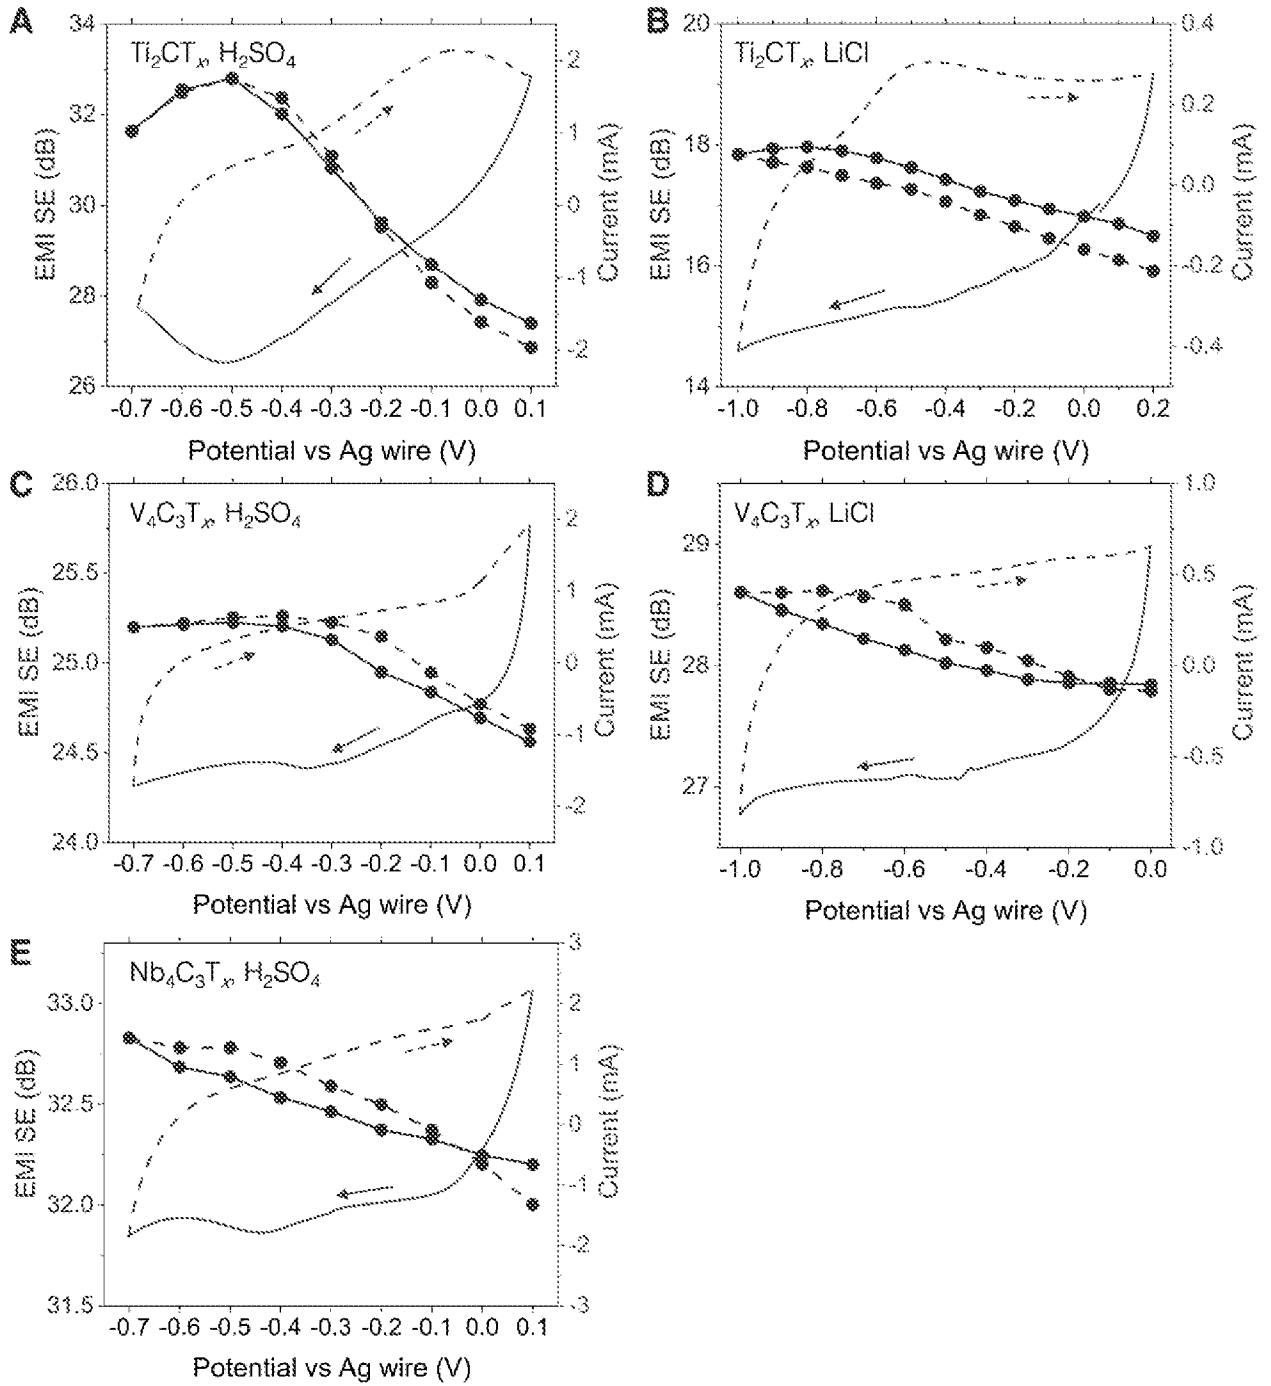 A
Ti₂CTₓ, H₂SO₄
34
32
30
28
26
EMI SE (dB)
2
1
0
-1
-2
Current (mA)
-0.7 -0.6 -0.5 -0.4 -0.3 -0.2 -0.1 0.0 0.1
Potential vs Ag wire (V)
B
Ti₂CTₓ, LiCl
20
18
16
14
EMI SE (dB)
0.4
0.2
0.0
-0.2
-0.4
Current (mA)
-1.0 -0.8 -0.6 -0.4 -0.2 0.0 0.2
Potential vs Ag wire (V)
C
V₄C₃Tₓ, H₂SO₄
26.0
25.5
25.0
24.5
24.0
EMI SE (dB)
2
1
0
-1
-2
Current (mA)
-0.7 -0.6 -0.5 -0.4 -0.3 -0.2 -0.1 0.0 0.1
Potential vs Ag wire (V)
D
V₄C₃Tₓ, LiCl
29
28
27
EMI SE (dB)
1.0
0.5
0.0
-0.5
-1.0
Current (mA)
-1.0 -0.8 -0.6 -0.4 -0.2 0.0
Potential vs Ag wire (V)
E
Nb₄C₃Tₓ, H₂SO₄
33.0
32.5
32.0
31.5
EMI SE (dB)
3
2
1
0
-1
-2
-3
Current (mA)
-0.7 -0.6 -0.5 -0.4 -0.3 -0.2 -0.1 0.0 0.1
Potential vs Ag wire (V)